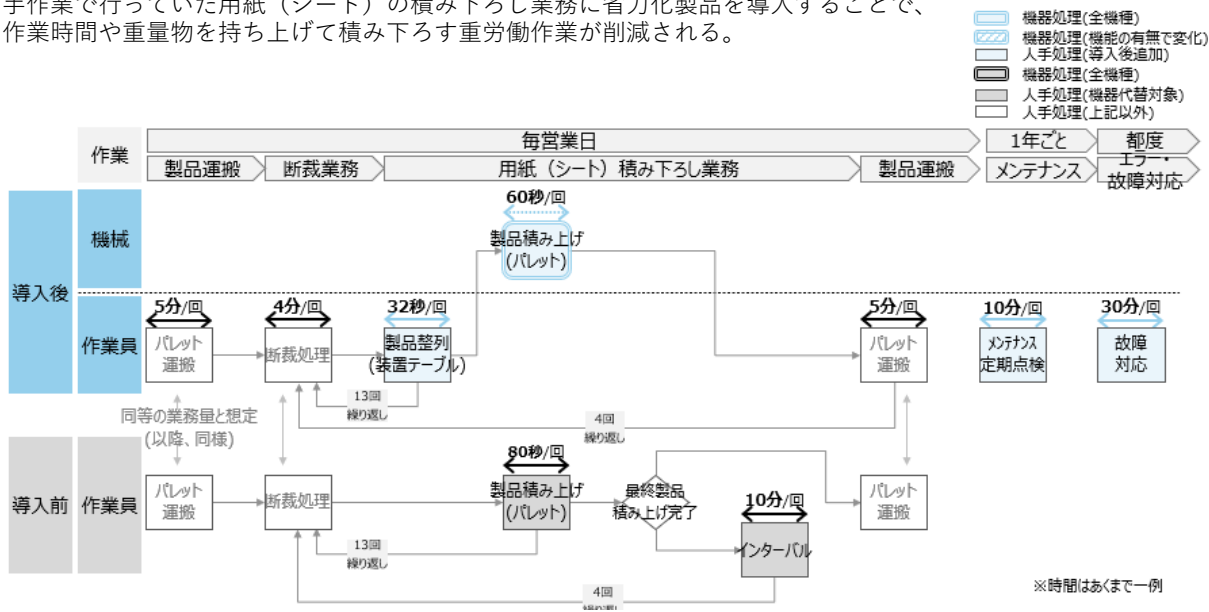 手作業で行っていた用紙（シート）の積み下ろし業務に省力化製品を導入することで、
作業時間や重量物を持ち上げて積み下ろす重労働作業が削減される。
機器処理(全機種)
機器処理(機能の有無で変化)
人手処理(導入後追加)
機器処理(全機種)
人手処理(機器代替対象)
人手処理(上記以外)
作業
毎営業日
1年ごと
都度
製品運搬
断裁業務
用紙（シート）積み下ろし業務
製品運搬
メンテナンス
エラー・
故障対応
導入後
機械
60秒/回
製品積み上げ
(パレット)
作業員
5分/回
パレット
運搬
4分/回
断裁処理
32秒/回
製品整列
(装置テーブル)
5分/回
パレット
運搬
10分/回
メンテナンス
定期点検
30分/回
故障
対応
13回
繰り返し
4回
繰り返し
同等の業務量と想定
(以降、同様)
導入前
作業員
パレット
運搬
断裁処理
80秒/回
製品積み上げ
(パレット)
最終製品
積み上げ完了
10分/回
インターバル
パレット
運搬
13回
繰り返し
4回
繰り返し
※時間はあくまで一例